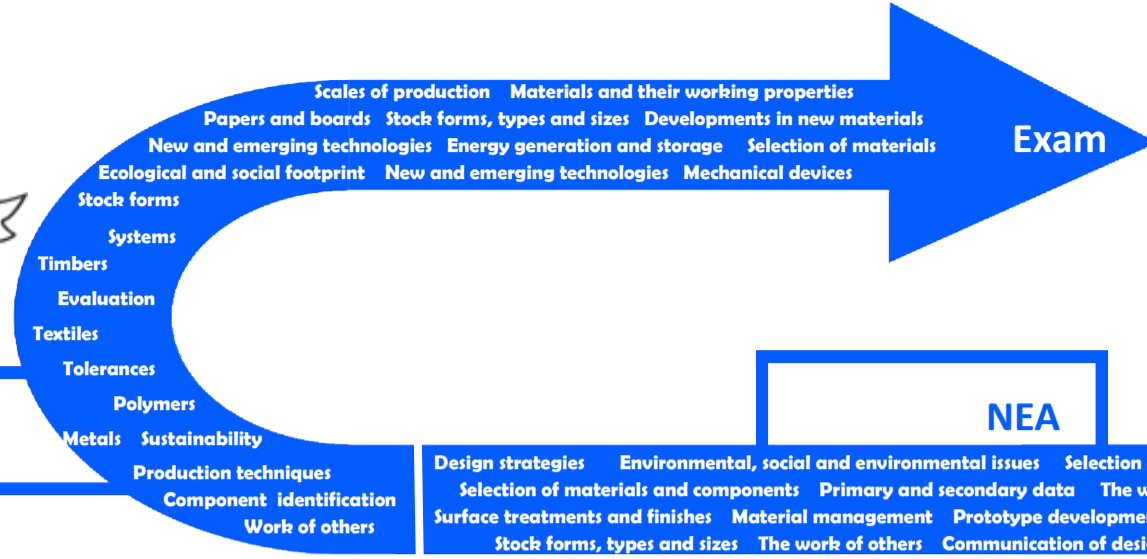 Scales of production Materials and their working properties
Papers and boards Stock forms, types and sizes Developments in new materials
New and emerging technologies Energy generation and storage Selection of materials
Exam
Ecological and social footprint New and emerging technologies Mechanical devices
Stock forms
Systems
Timbers
Evaluation
Textiles
Tolerances
Polymers
Metals Sustainability
Production techniques
Component identification
Work of others
NEA
Design strategies Environmental, social and environmental issues Selection
Selection of materials and components Primary and secondary data The
Surface treatments and finishes Material management Prototype
Stock forms, types and sizes The work of others Communication of